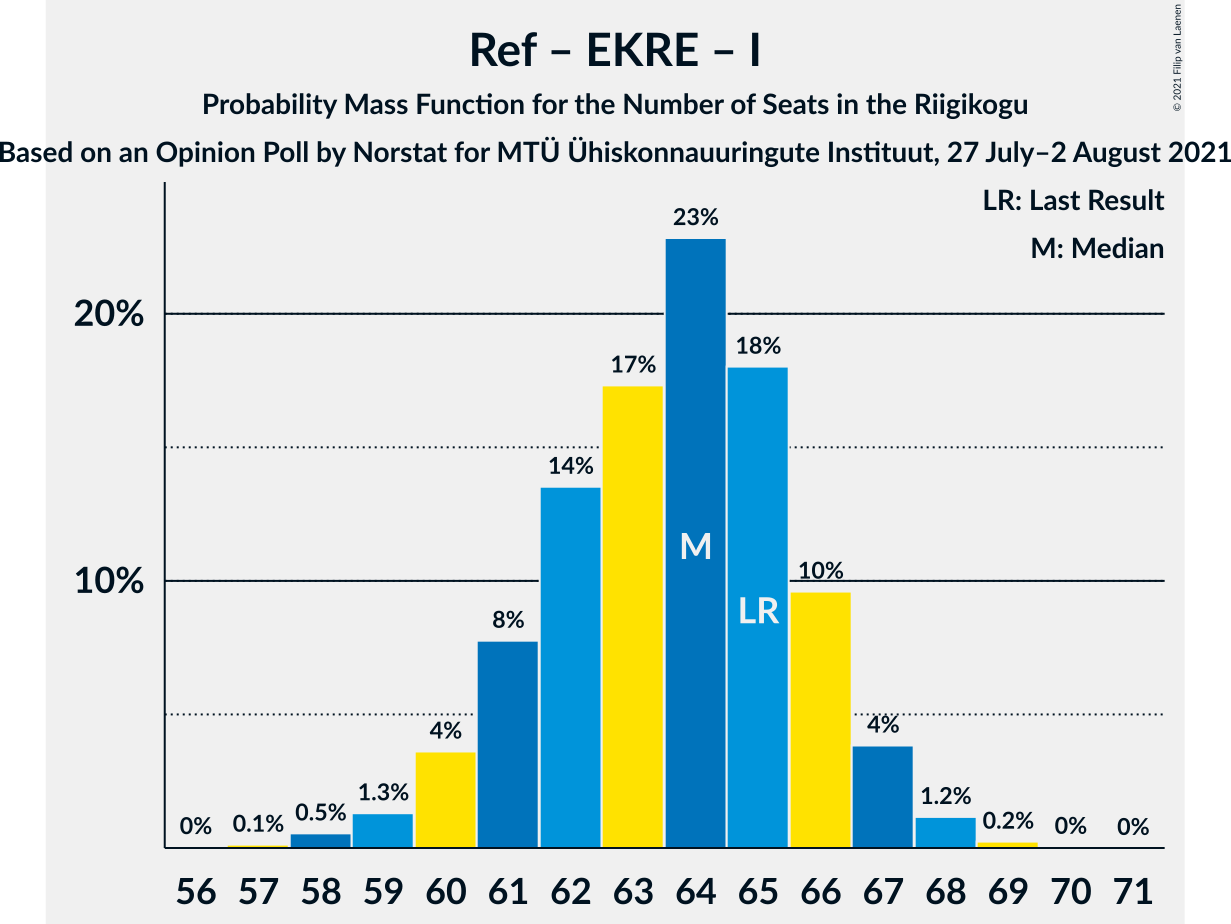 Ref – EKRE – I
Probability Mass Function for the Number of Seats in the Riigikogu
Based on an Opinion Poll by Norstat for MTÜ Ühiskonnauuringute Instituut, 27 July–2 August 2021
© 2021 Filip van Laenen
LR: Last Result
M: Median
23%
20%
18%
17%
14%
M
10%
10%
LR
8%
4%
4%
1.3%
1.2%
0.5%
0.2%
0.1%
0%
0%
0%
56 57 58 59 60 61 62 63 64 65 66 67 68 69 70 71